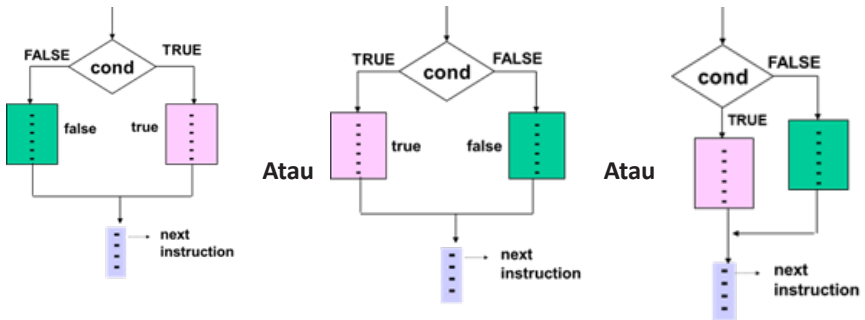 FALSE
TRUE
cond
false
true
next
instruction
Atau
TRUE
FALSE
cond
true
false
next
instruction
Atau
cond
FALSE
TRUE
next
instruction